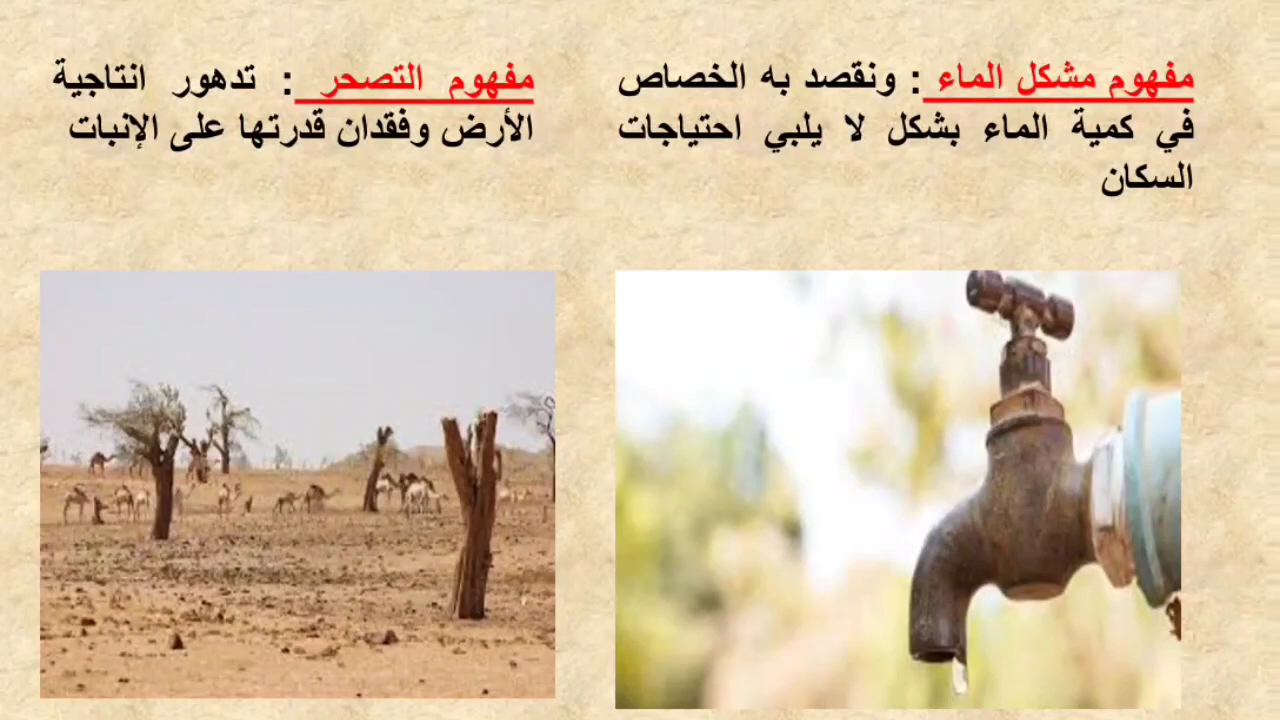 مفهوم مشكل الماء : ونقصد به الخصاص
في كمية الماء بشكل لا يلبي احتياجات
السكان
مفهوم التصحر : تدهور انتاجية
الأرض وفقدان قدرتها على الإنبات